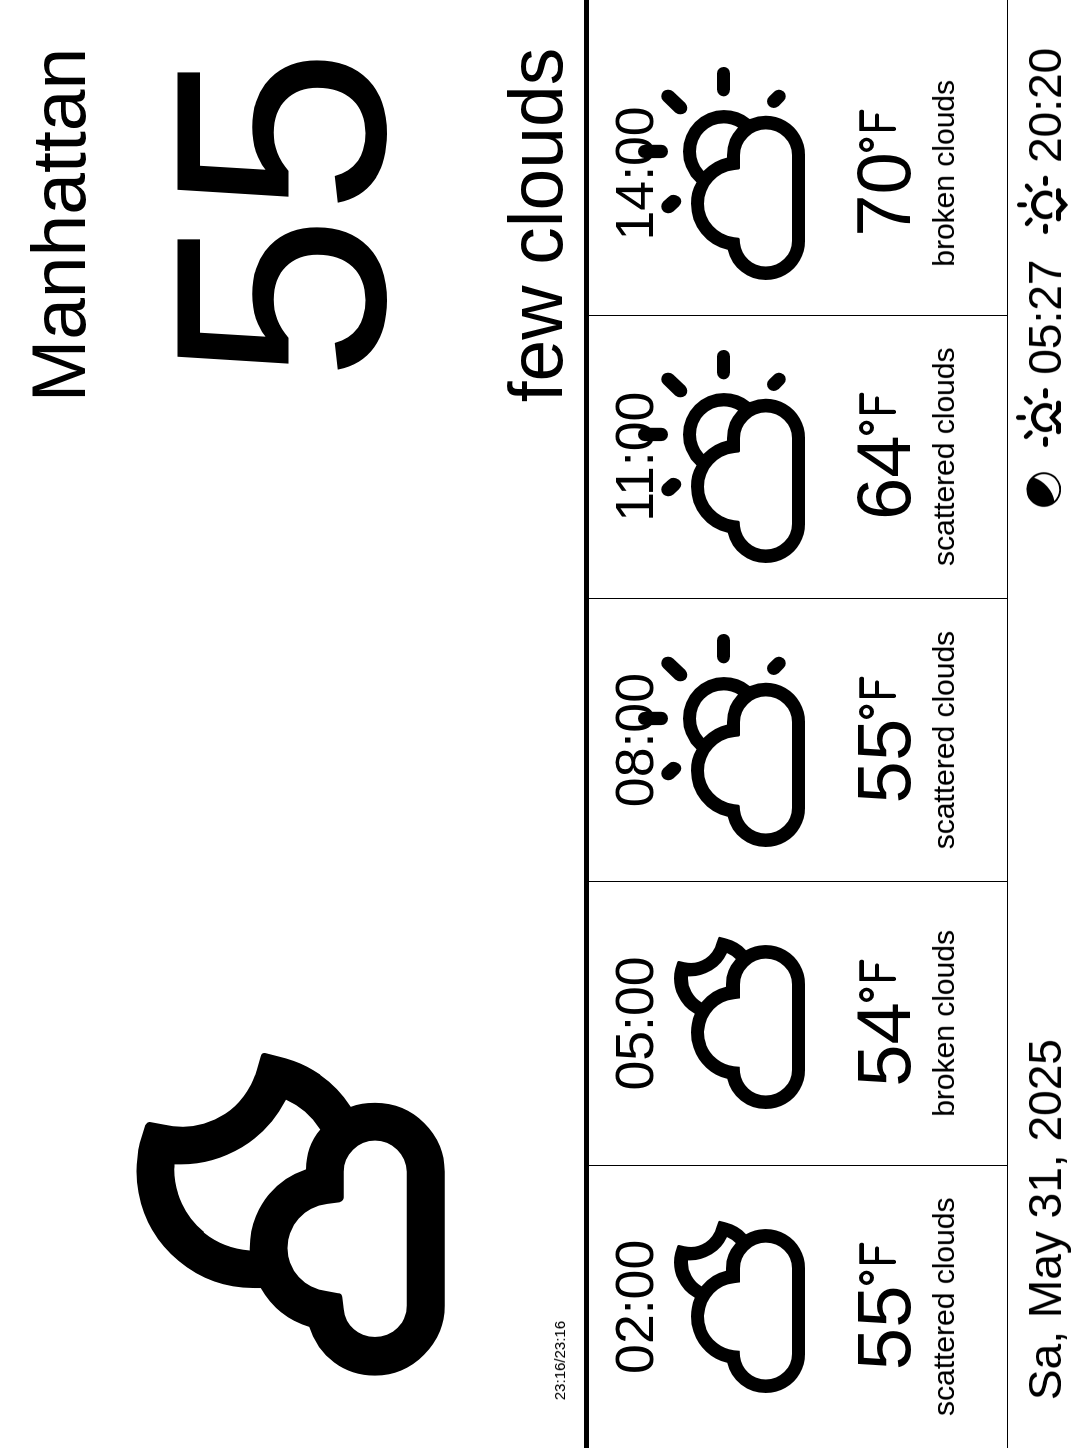 Manhattan
55
few clouds
23:16/23:16
02:00
55°F
scattered clouds
05:00
54°F
broken clouds
08:00
55°F
scattered clouds
11:00
64°F
scattered clouds
14:00
70°F
broken clouds
Sa, May 31, 2025
05:27
20:20